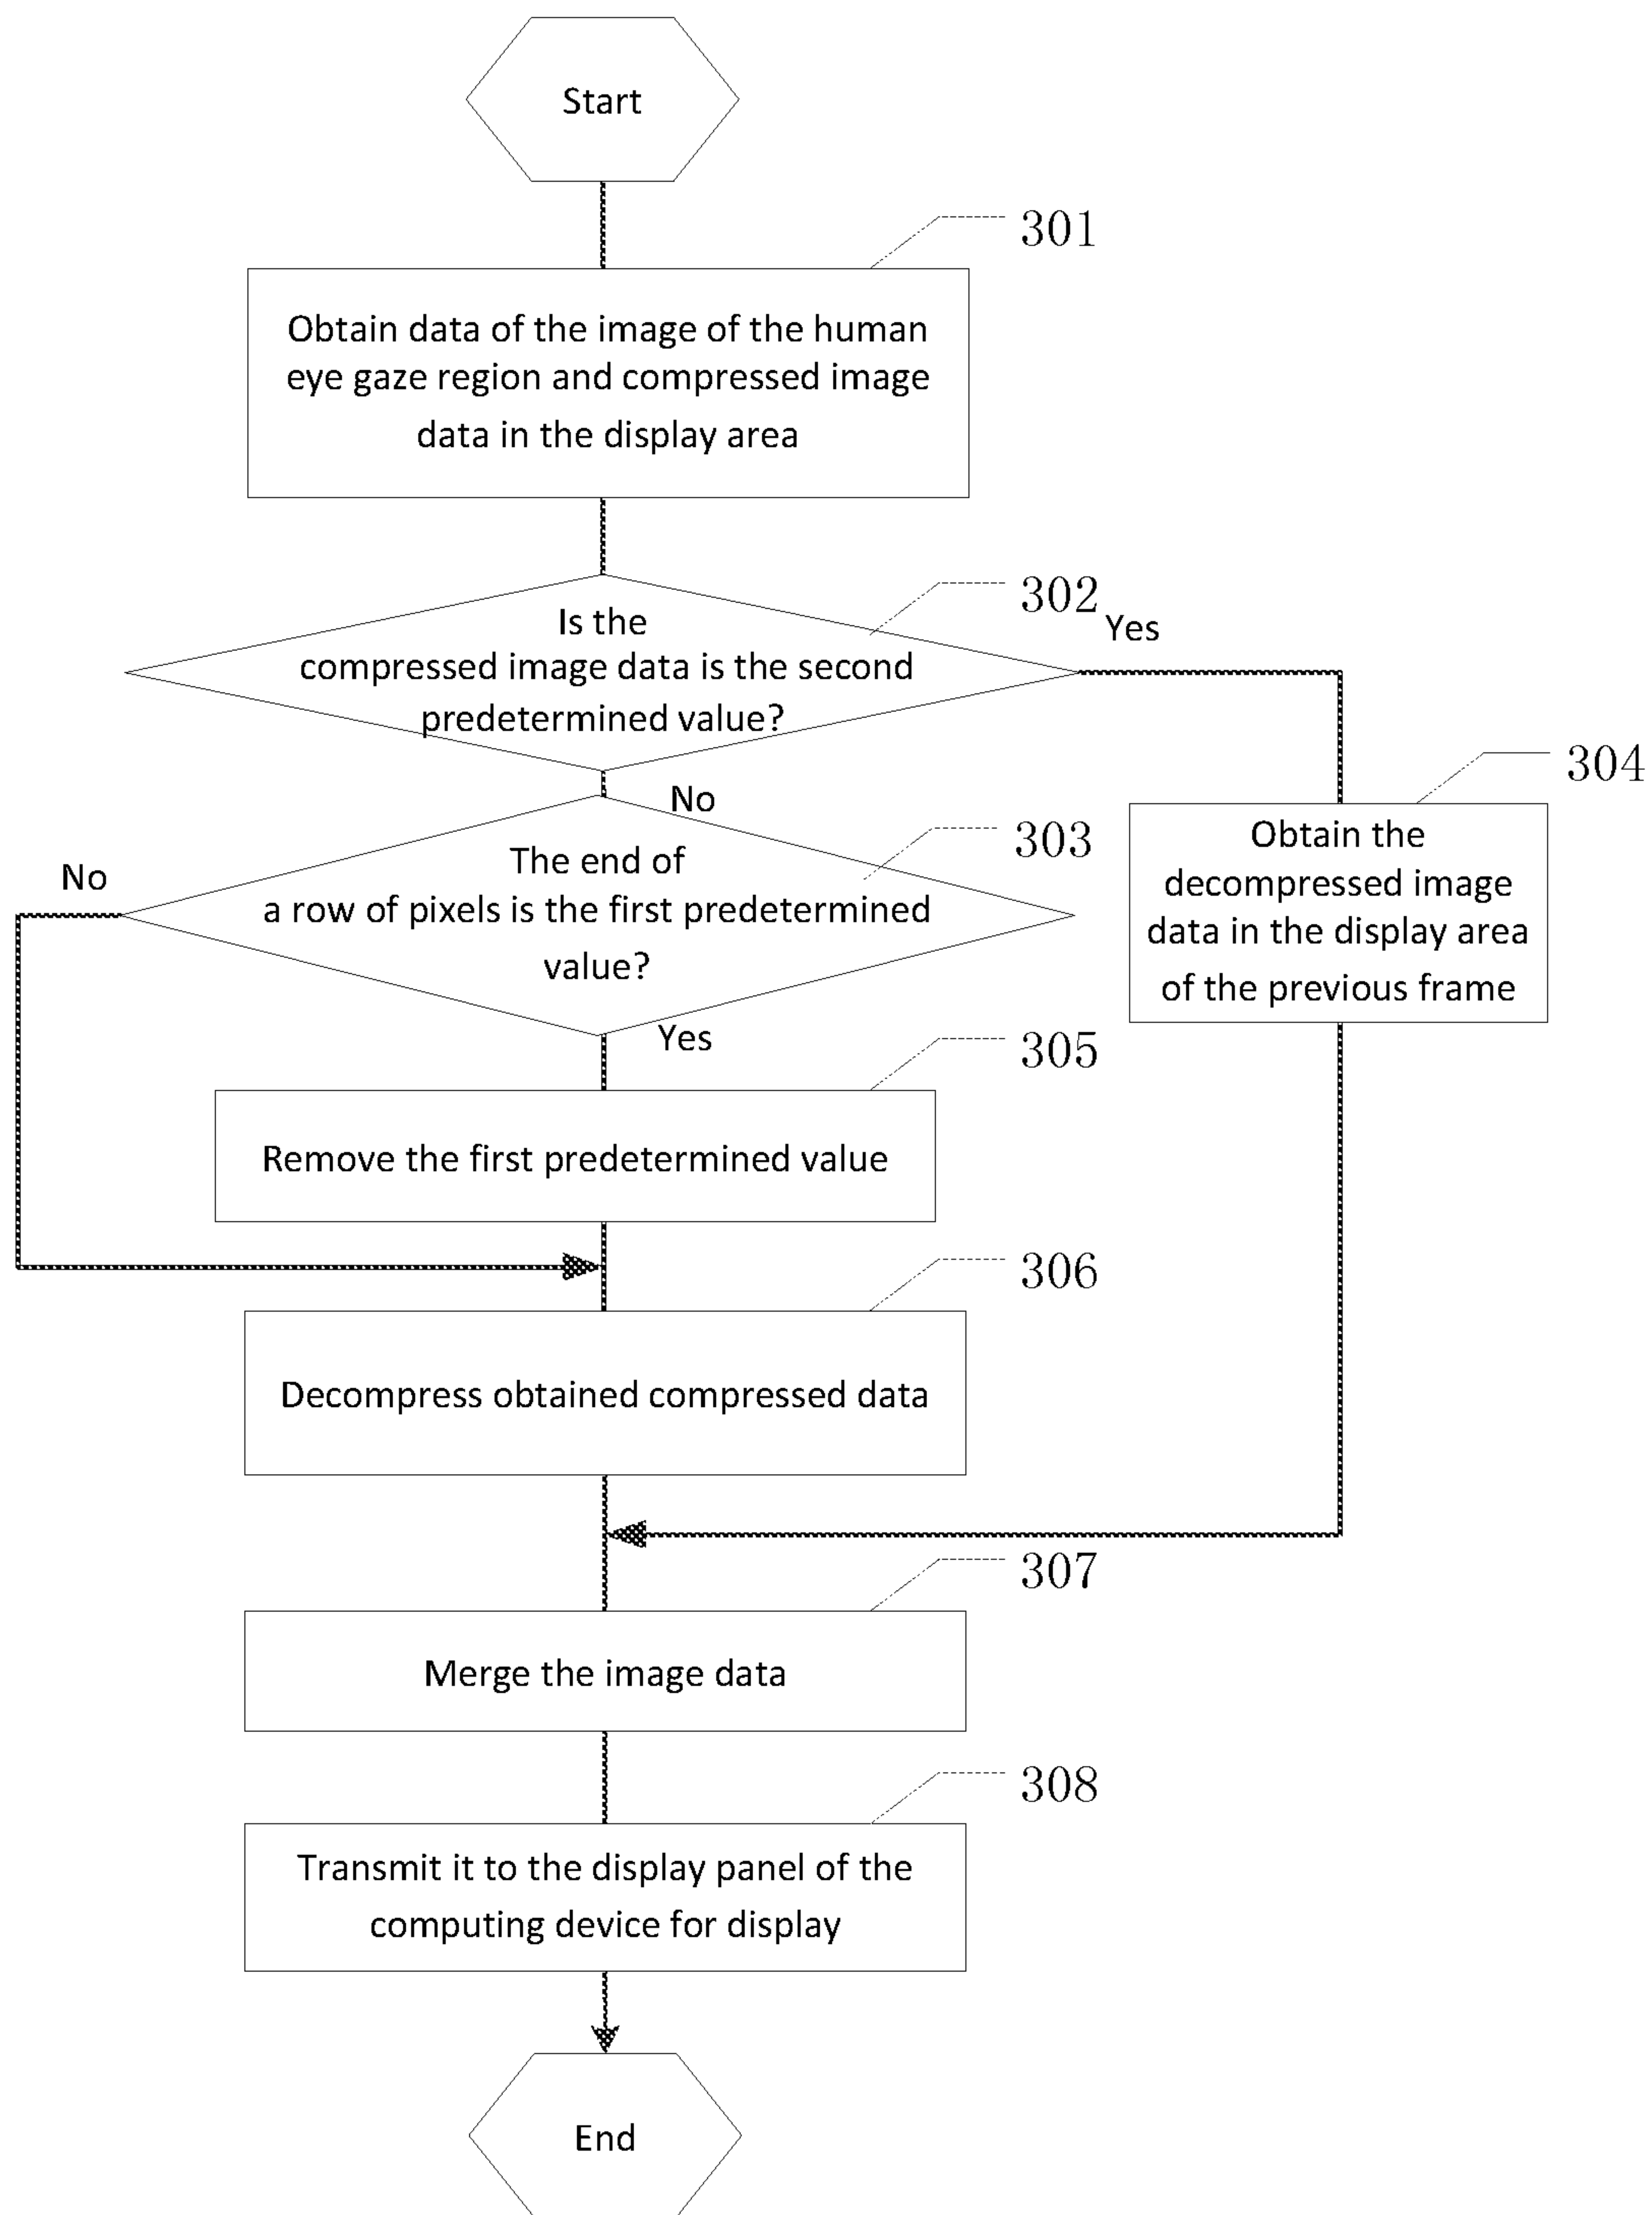 Start
301
Obtain data of the image of the human
eye gaze region and compressed image
data in the display area
302
Yes
Is the
compressed image data is the second
predetermined value?
304
Obtain the
decompressed image
data in the display area
of the previous frame
No
303
No
The end of
a row of pixels is the first predetermined
value?
Yes
305
Remove the first predetermined value
306
Decompress obtained compressed data
307
Merge the image data
308
Transmit it to the display panel of the
computing device for display
End